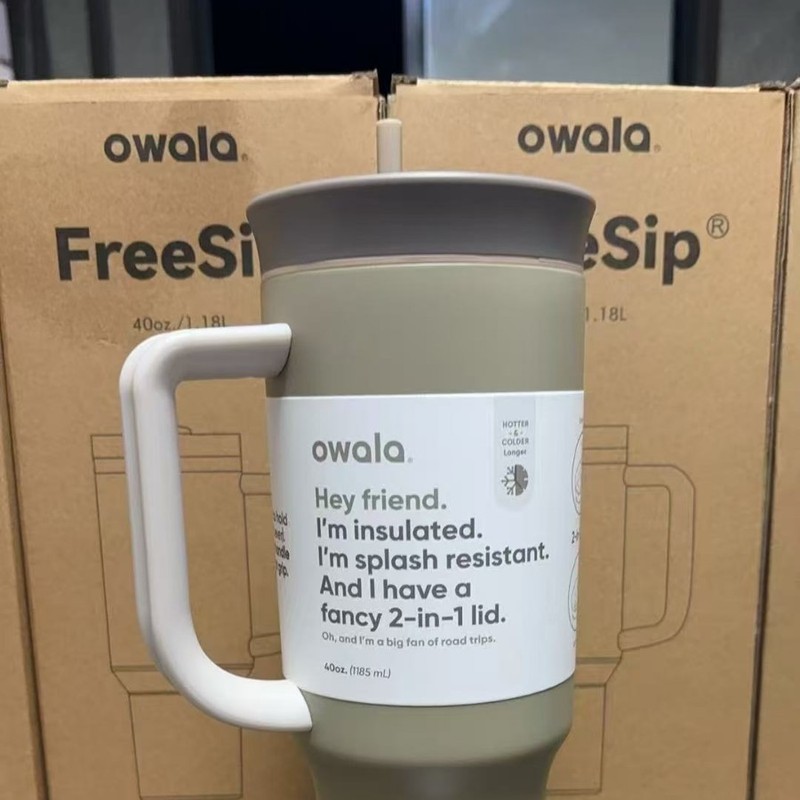 owala®
FreeSi
40oz./1.18L
owala®
eSip®
1.18L
owala®
HOTTER
- & -
COLDER
Longer
Hey friend.
I'm insulated.
I'm splash resistant.
And I have a
fancy 2-in-1 lid.
Oh, and I'm a big fan of road trips.
40oz. (1185 mL)